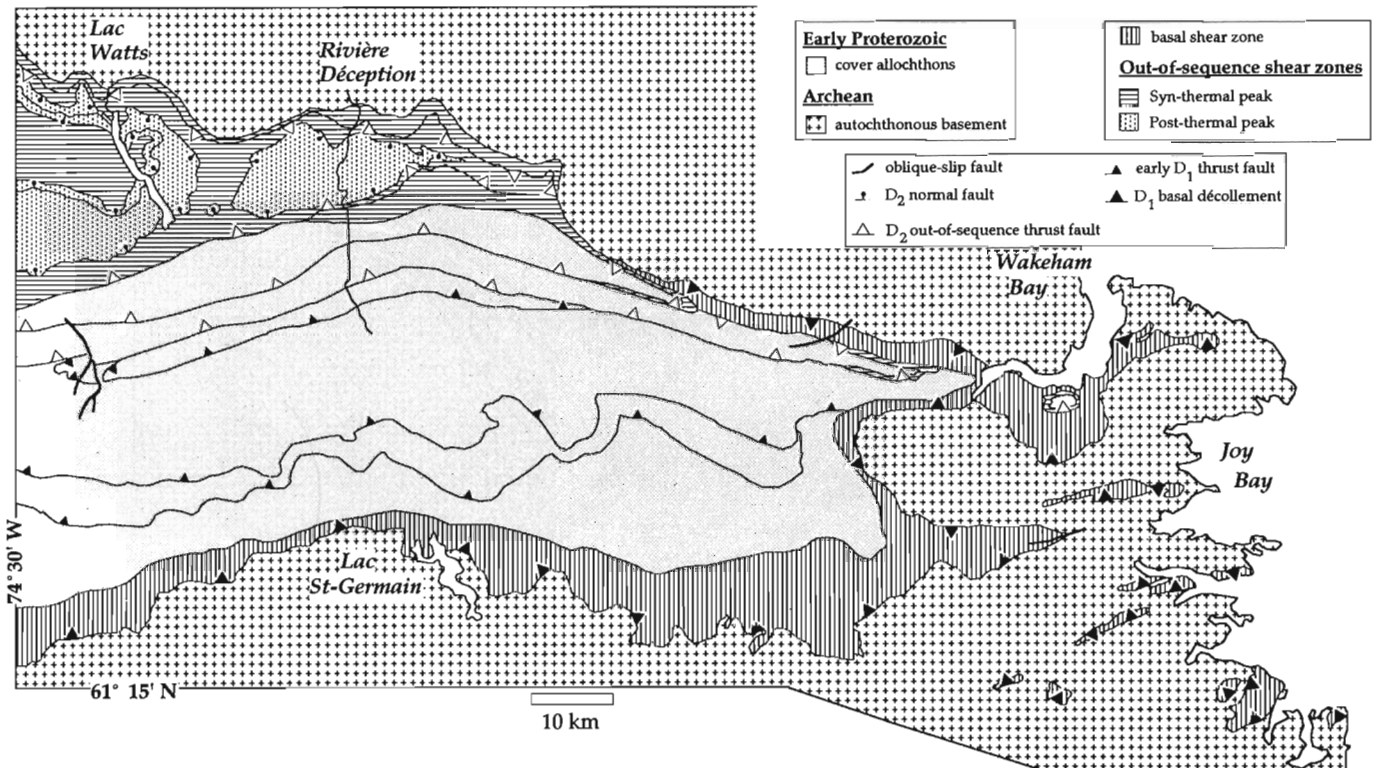 Lac
Watts
Rivière
Déception
Early Proterozoic
cover allochthons
Archean
autochthonous basement
basal shear zone
Out-of-sequence shear zones
Syn-thermal peak
Post-thermal peak
oblique-slip fault
D2 normal fault
D2 out-of-sequence thrust fault
early D1 thrust fault
D1 basal décollement
Wakeham
Bay
Joy
Bay
Lac
St-Germain
74°30' W
61° 15' N
10 km